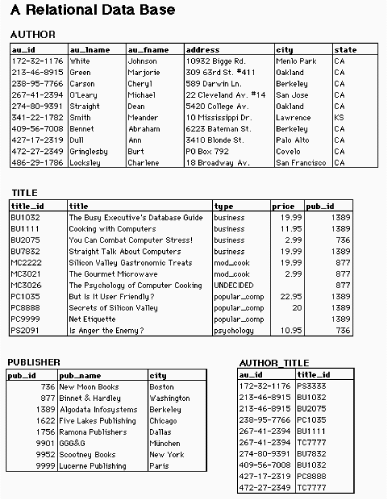 A Relational Data Base
AUTHOR
au_id au_lname au_fname address city state
172-32-1176 White Johnson 10932 Bigge Rd. Menlo Park CA
213-46-8915 Green Marjorie 309 63rd St. #411 Oakland CA
238-95-7766 Carson Cheryl 589 Darwin Ln. Berkeley CA
267-41-2394 O'Leary Michael 22 Cleveland Av. #14 San Jose CA
274-80-9391 Straight Dean 5420 College Av. Oakland CA
341-22-1782 Smith Meander 10 Mississippi Dr. Lawrence KS
409-56-7008 Bennet Abraham 6223 Bateman St. Berkeley CA
427-17-2319 Dull Ann 3410 Blonde St. Palo Alto CA
472-27-2349 Gringlesby Burt PO Box 792 Covelo CA
486-29-1786 Locksley Charlene 18 Broadway Av. San Francisco CA
TITLE
title_id title type price pub_id
BU1032 The Busy Executive's Database Guide business 19.99 1389
BU1111 Cooking with Computers business 11.95 1389
BU2075 You Can Combat Computer Stress! business 2.99 736
BU7832 Straight Talk About Computers business 19.99 1389
MC2222 Silicon Valley Gastronomic Treats mod_cook 19.99 877
MC3021 The Gourmet Microwave mod_cook 2.99 877
MC3026 The Psychology of Computer Cooking UNDECIDED 877
PC1035 But Is It User Friendly? popular_comp 22.95 1389
PC8888 Secrets of Silicon Valley popular_comp 20 1389
PC9999 Net Etiquette popular_comp 1389
PS2091 Is Anger the Enemy? psychology 10.95 736
PUBLISHER
pub_id pub_name city
736 New Moon Books Boston
877 Binnet & Hardley Washington
1389 Algodata Infosystems Berkeley
1622 Five Lakes Publishing Chicago
1756 Ramona Publishers Dallas
9901 GGG&G München
9952 Scootney Books New York
9999 Lucerne Publishing Paris
AUTHOR_TITLE
au_id title_id
172-32-1176 PS3333
213-46-8915 BU1032
213-46-8915 BU2075
238-95-7766 PC1035
267-41-2394 BU1111
267-41-2394 TC7777
274-80-9391 BU7832
409-56-7008 BU1032
427-17-2319 PC8888
472-27-2349 TC7777